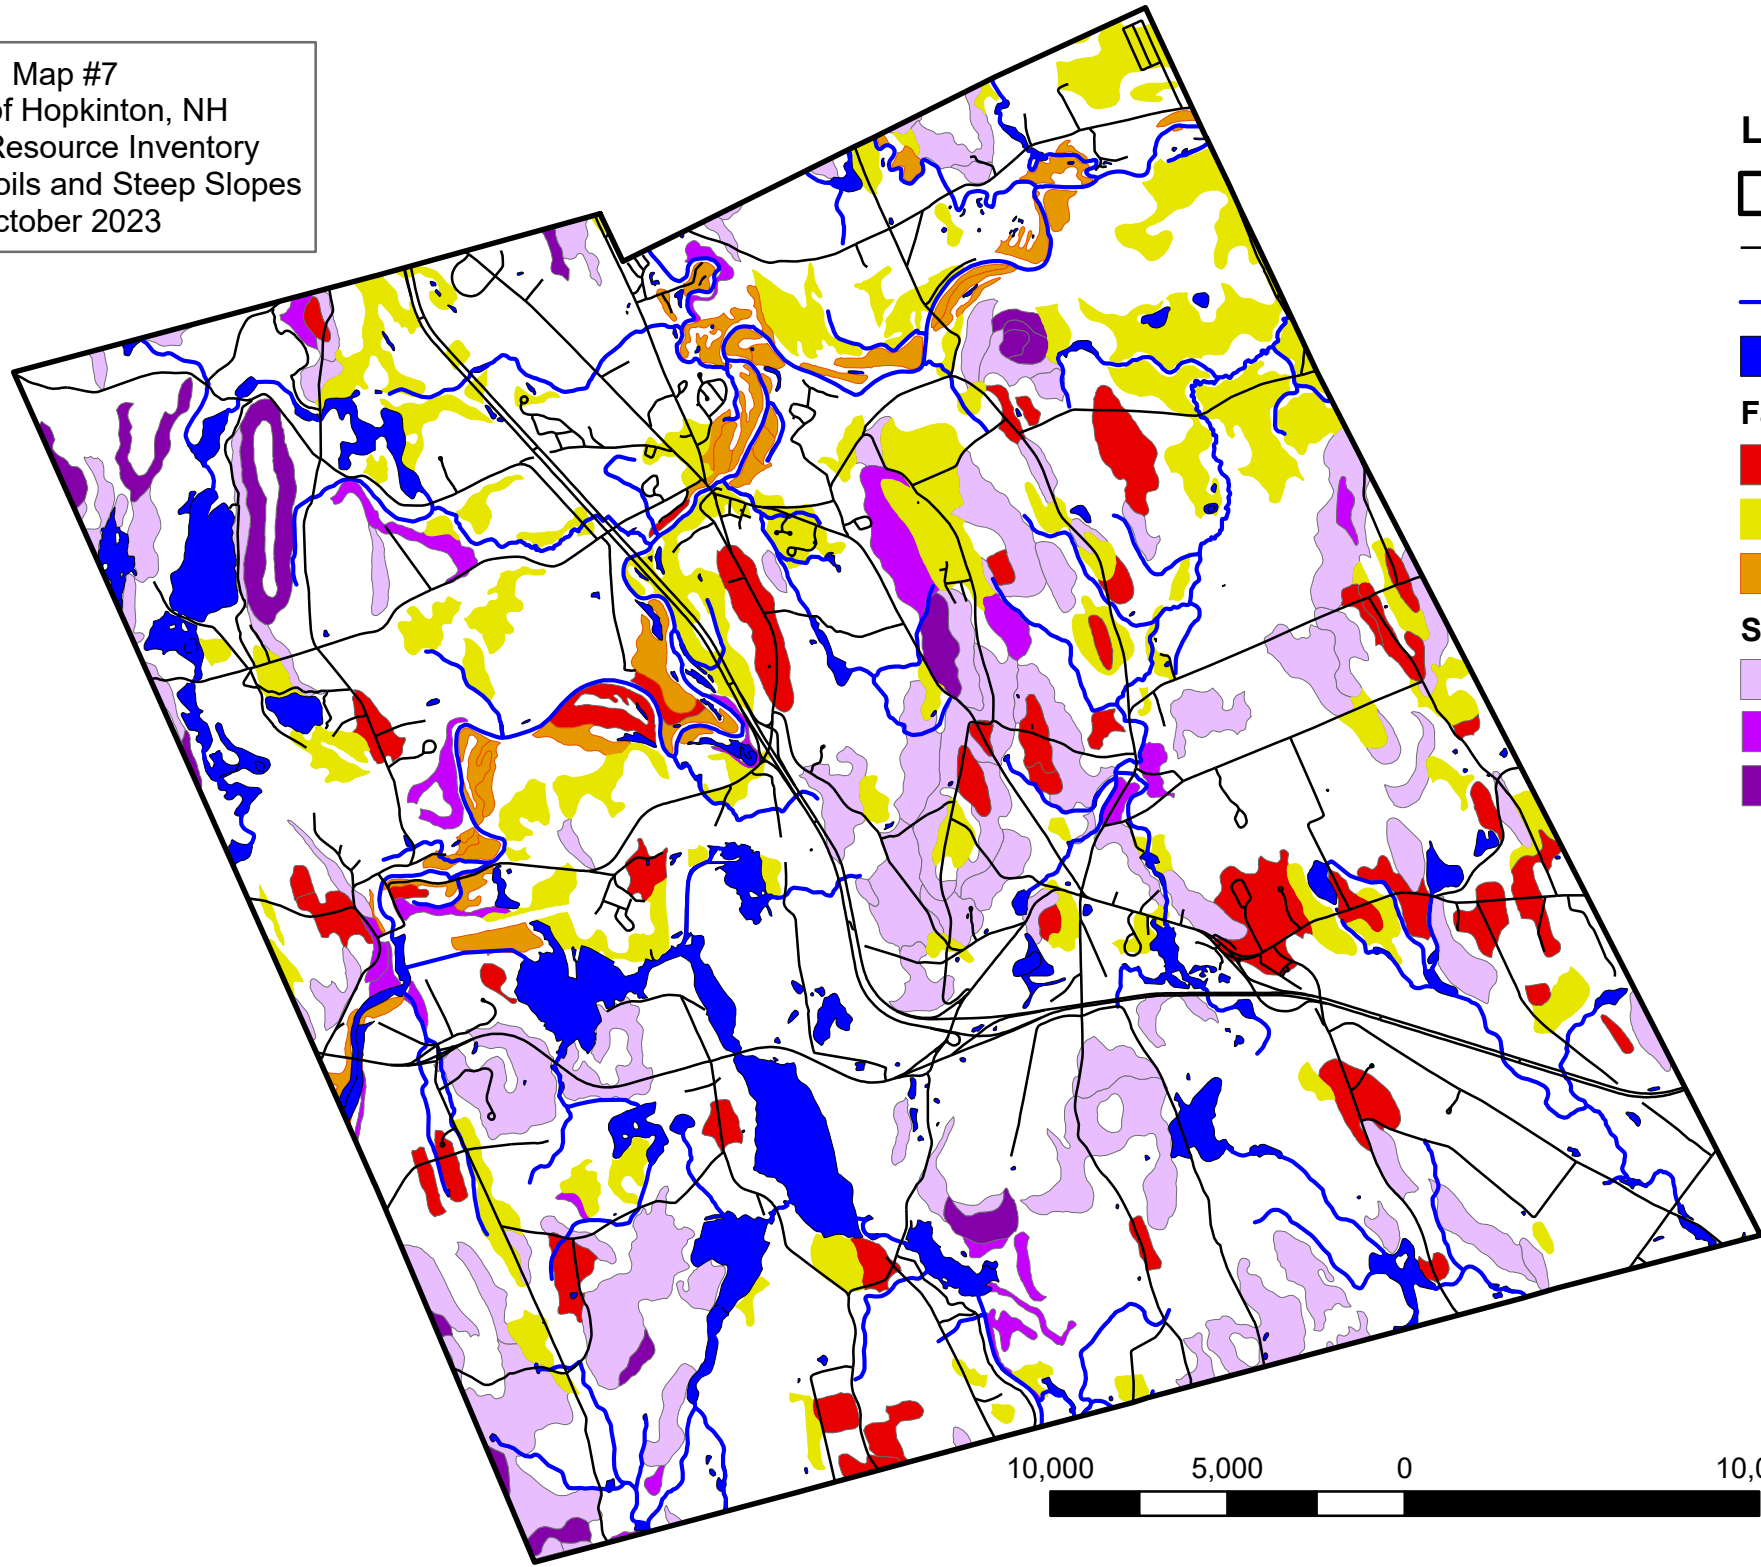 Map #7
of Hopkinton, NH
Resource Inventory
oils and Steep Slopes
ctober 2023
L
F
S
10,000 5,000 0 10,0